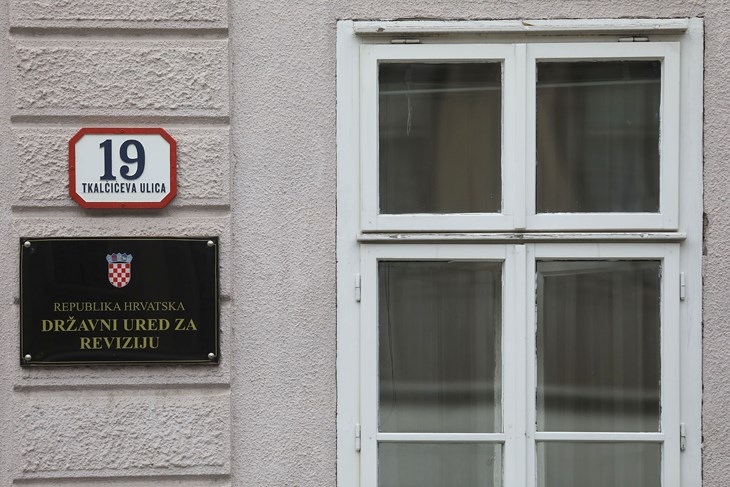 19
TKALČIĆEVA ULICA
REPUBLIKA HRVATSKA
DRŽAVNI URED ZA
REVIZIJU